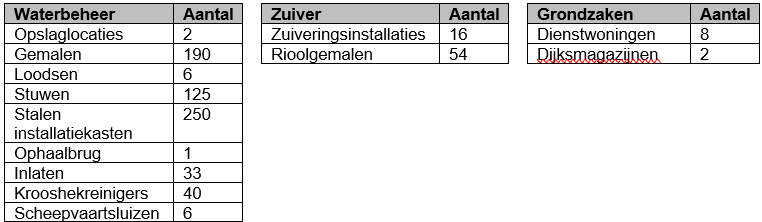 Waterbeheer Aantal
Opslaglocaties 2
Gemalen 190
Loodsen 6
Stuwen 125
Stalen 250
installatiekasten
Ophaalbrug 1
Inlaten 33
Krooshekreinigers 40
Scheepvaartsluizen 6
Zuiver Aantal
Zuiveringsinstallaties 16
Rioolgemalen 54
Grondzaken Aantal
Dienstwoningen 8
Dijksmagazijnen 2